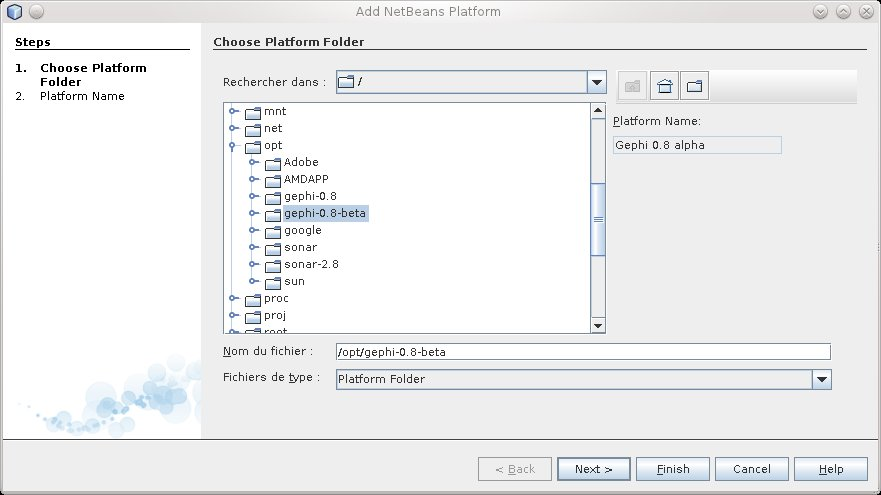 Add NetBeans Platform
Steps
1. Choose Platform
Folder
2. Platform Name
Choose Platform Folder
Rechercher dans :
/
mnt
net
opt
Adobe
AMDAPP
gephi-0.8
gephi-0.8-beta
google
sonar
sonar-2.8
sun
proc
proj
root
Platform Name:
Gephi 0.8 alpha
Nom du fichier :
/opt/gephi-0.8-beta
Fichiers de type :
Platform Folder
< Back
Next >
Finish
Cancel
Help